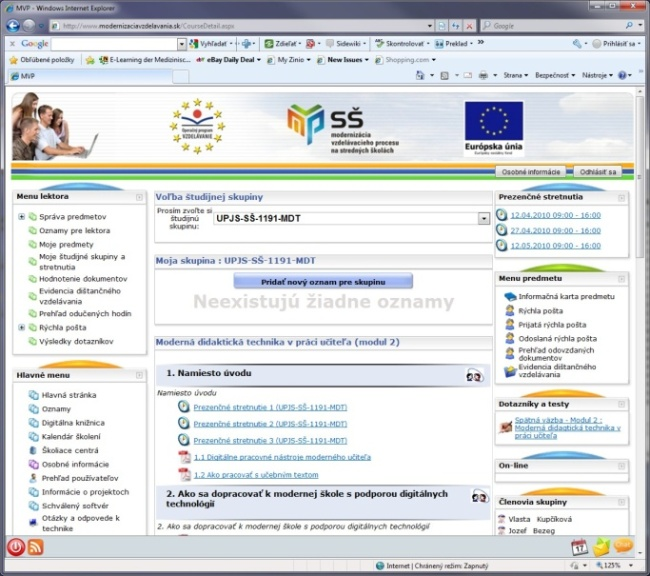 MVP - Windows Internet Explorer
http://www.modernizaciavzdelavania.sk/CourseDetail.aspx
Google
Google
Vyhľadať
Zdieľať
Sidewiki
Skontrolovať
Preklad
Prihlásiť sa
Obľúbené položky
E-Learning der Medizinisc...
eBay Daily Deal
My Zinio
New Issues
Shopping.com
MVP
Strana
Bezpečnosť
Nástroje
Operačný program
VZDELÁVANIE
SŠ
modernizácia
vzdelávacieho procesu
na stredných školách
Európska únia
Osobné informácie
Odhlásiť sa
Menu lektora
Správa predmetov
Oznamy pre lektora
Moje predmety
Moje študijné skupiny a
stretnutia
Hodnotenie dokumentov
Evidencia dištančného
vzdelávania
Prehľad odučených hodín
Rýchla pošta
Výsledky dotazníkov
Hlavné menu
Hlavná stránka
Oznamy
Digitálna knižnica
Kalendár školení
Školiace centrá
Osobné informácie
Prehľad používateľov
Informácie o projektoch
Schválený softvér
Otázky a odpovede k
technike
Voľba študijnej skupiny
Prosím zvoľte si
študijnú
skupinu:
UPJS-SŠ-1191-MDT
Moja skupina : UPJS-SŠ-1191-MDT
Pridať nový oznam pre skupinu
Neexistujú žiadne oznamy
Moderná didaktická technika v práci učiteľa (modul 2)
1. Namiesto úvodu
Namiesto úvodu
Prezenčné stretnutie 1 (UPJS-SŠ-1191-MDT)
Prezenčné stretnutie 2 (UPJS-SŠ-1191-MDT)
Prezenčné stretnutie 3 (UPJS-SŠ-1191-MDT)
1.1 Digitálne pracovné nástroje moderného učiteľa
1.2 Ako pracovať s učebným textom
2. Ako sa dopracovať k modernej škole s podporou digitálnych
technológií
2. Ako sa dopracovať k modernej škole s podporou digitálnych technológií
Prezenčné stretnutia
12.04.2010 09:00 - 16:00
27.04.2010 09:00 - 16:00
12.05.2010 09:00 - 16:00
Menu predmetu
Informačná karta predmetu
Rýchla pošta
Prijatá rýchla pošta
Odoslaná rýchla pošta
Prehľad odovzdaných
dokumentov
Evidencia dištančného
vzdelávania
Dotazníky a testy
Spätná väzba - Modul 2 :
Moderná didagtická technika v
práci učiteľa
On-line
Členovia skupiny
Vlasta Kupčíková
Jozef Bezeg
17
Internet | Chránený režim: Zapnutý
125%